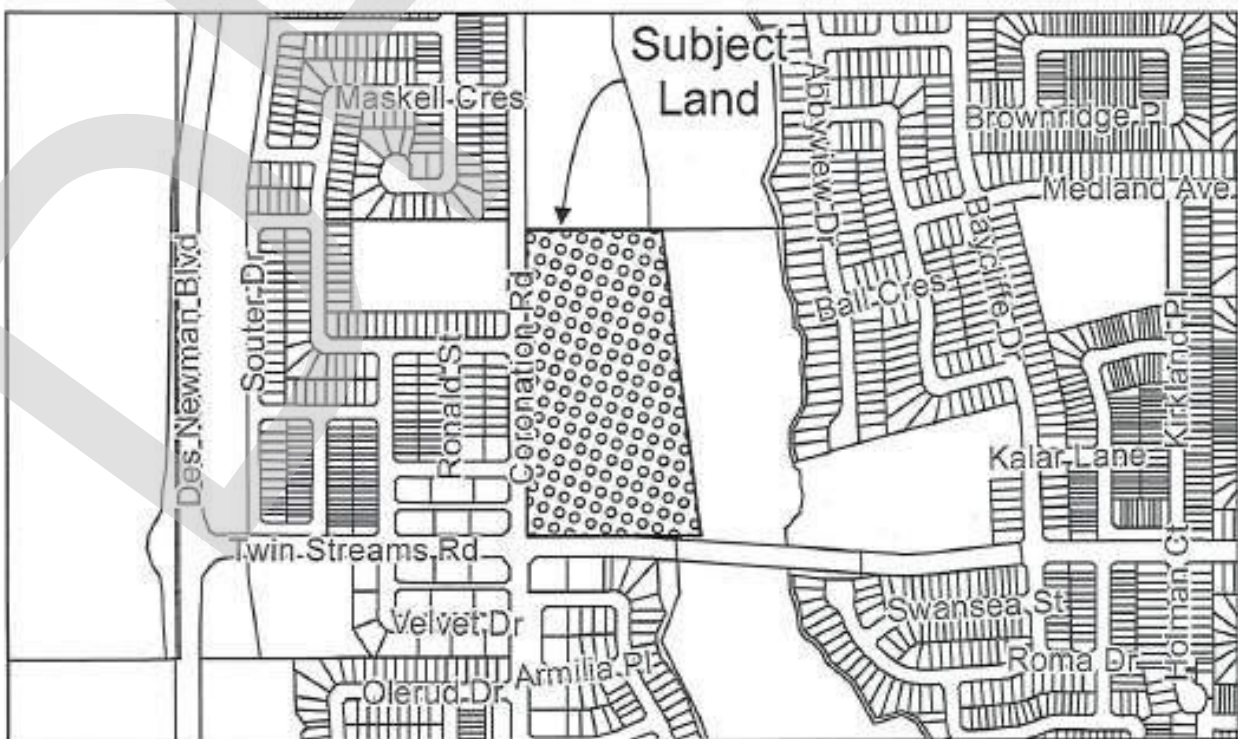 Subject
Land
Maskell Cres
Abbyview Dr
Brownridge Pl
Medland Ave.
Baycliffe Dr
Des Newman Blvd
Souter Dr
Ronald St
Coronation Rd
Ball Cres
Kirkland Pl
Kalar Lane
Twin Streams Rd
Holman Ct
Swansea St
Velvet Dr
Roma Dr
Armilia Pl
Olerud Dr